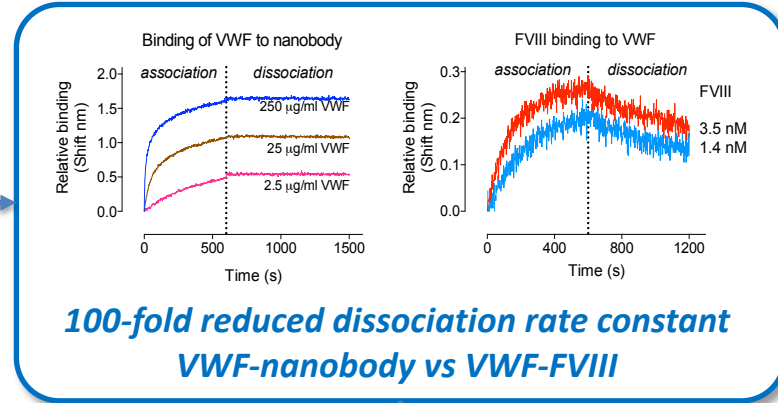 Binding of VWF to nanobody
association dissociation
2.0
1.5
1.0
0.5
0.0
Relative binding
(Shift nm)
250 μg/ml VWF
25 μg/ml VWF
2.5 μg/ml VWF
0 500 1000 1500
Time (s)
FVIII binding to VWF
association dissociation
0.3
0.2
0.1
0.0
Relative binding
(Shift nm)
FVIII
3.5 nM
1.4 nM
0 400 800 1200
Time (s)
100-fold reduced dissociation rate constant
VWF-nanobody vs VWF-FVIII